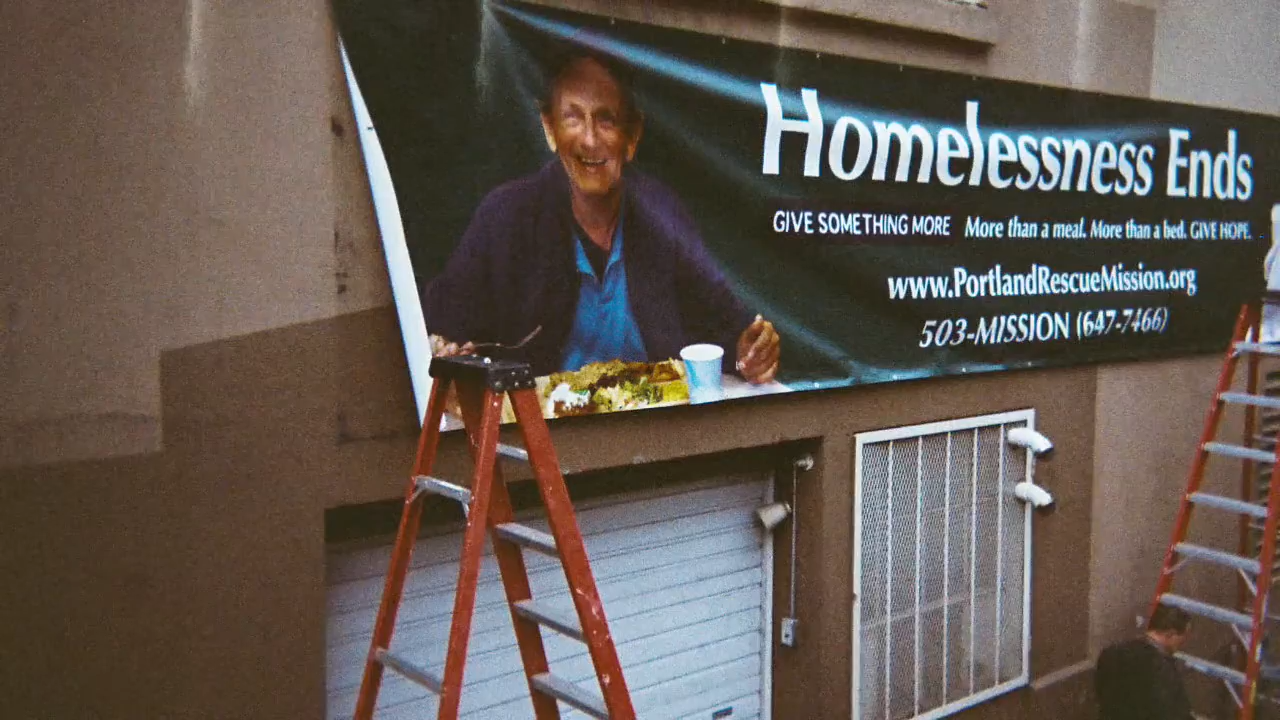 Homelessness Ends
GIVE SOMETHING MORE More than a meal. More than a bed. GIVE HOPE.
www.PortlandRescueMission.org
503-MISSION (647-7466)